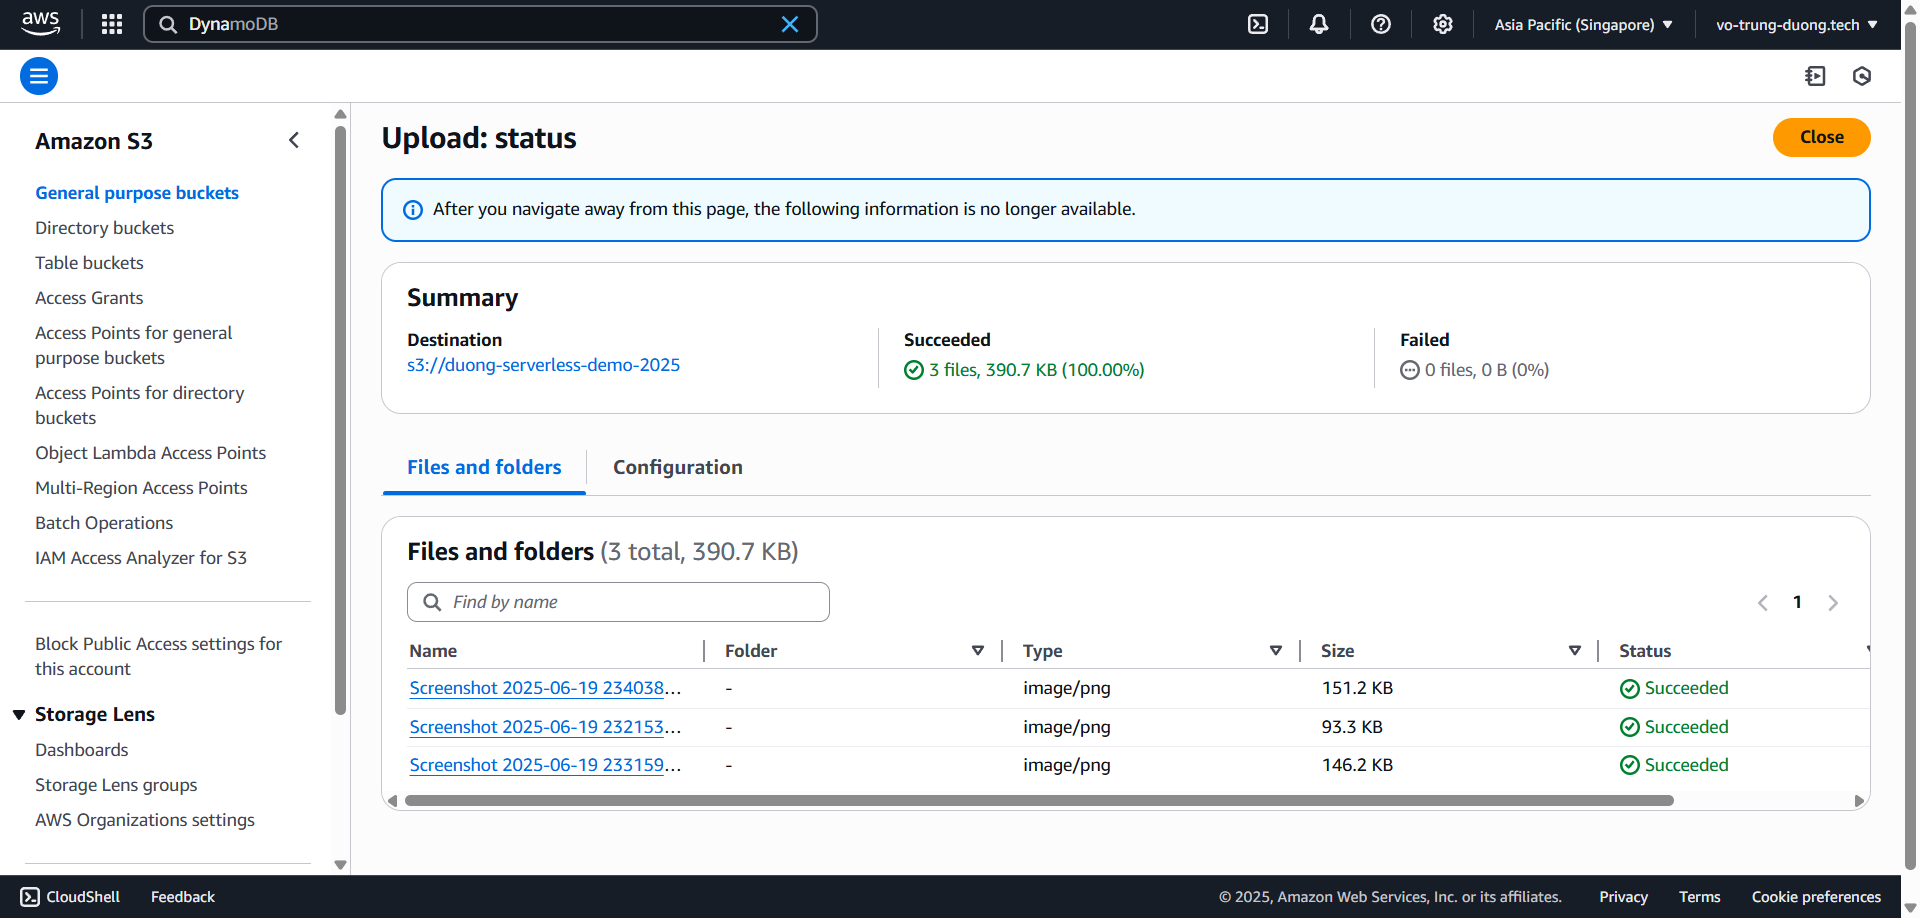 aws
DynamoDB
Asia Pacific (Singapore)
vo-trung-duong.tech
Amazon S3
General purpose buckets
Directory buckets
Table buckets
Access Grants
Access Points for general
purpose buckets
Access Points for directory
buckets
Object Lambda Access Points
Multi-Region Access Points
Batch Operations
IAM Access Analyzer for S3
Block Public Access settings for
this account
Storage Lens
Dashboards
Storage Lens groups
AWS Organizations settings
Upload: status
Close
After you navigate away from this page, the following information is no longer available.
Summary
Destination
s3://duong-serverless-demo-2025
Succeeded
3 files, 390.7 KB (100.00%)
Failed
0 files, 0 B (0%)
Files and folders
Configuration
Files and folders (3 total, 390.7 KB)
Find by name
1
Name Folder Type Size Status
Screenshot 2025-06-19 234038... - image/png 151.2 KB Succeeded
Screenshot 2025-06-19 232153... - image/png 93.3 KB Succeeded
Screenshot 2025-06-19 233159... - image/png 146.2 KB Succeeded
CloudShell Feedback © 2025, Amazon Web Services, Inc. or its affiliates. Privacy Terms Cookie preferences